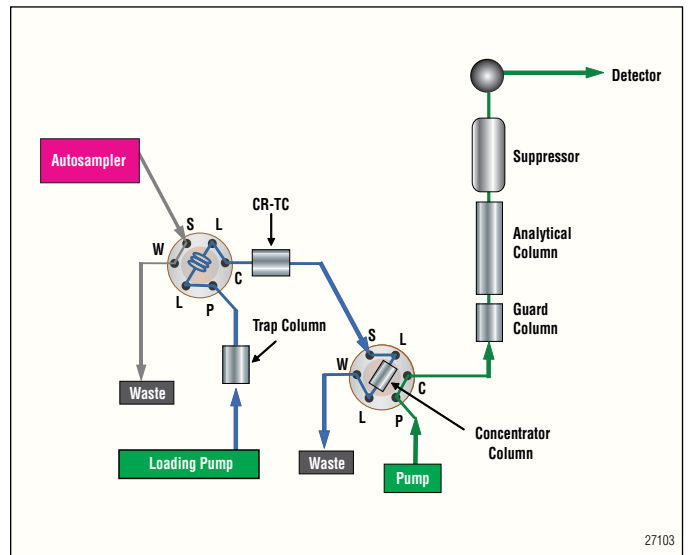 Detector
Suppressor
Autosampler
CR-TC
S
L
Analytical
Column
W
C
L
P
Guard
Column
Trap Column
S
L
W
C
Waste
L
P
Concentrator
Column
Loading Pump
Waste
Pump
27103